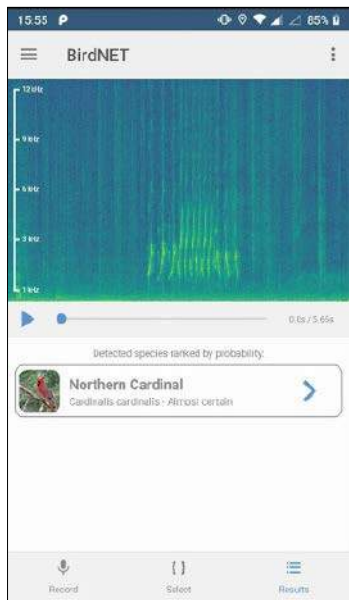 15:55 P 85%
BirdNET
12 kHz
9 kHz
6 kHz
3 kHz
1 kHz
0.0s / 5.65s
Detected species ranked by probability:
Northern Cardinal
Cardinalis cardinalis - Almost certain
Record
Select
Results